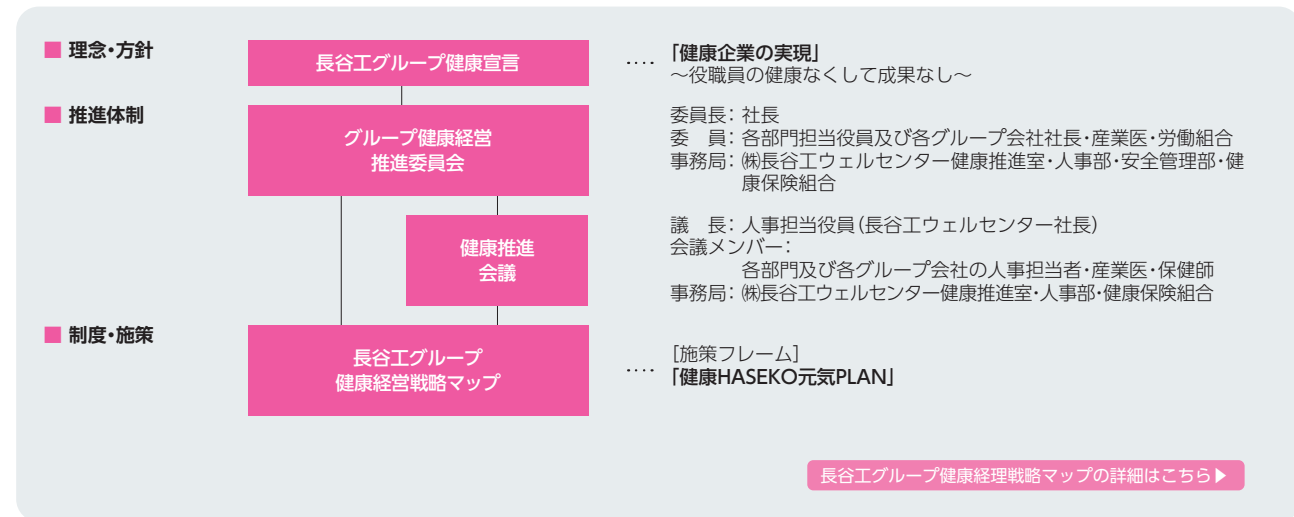 ■ 理念・方針
長谷工グループ健康宣言
‥‥ 「健康企業の実現」
～役職員の健康なくして成果なし～
■ 推進体制
グループ健康経営
推進委員会
委員長：社長
委　員：各部門担当役員及び各グループ会社社長・産業医・労働組合
事務局：㈱長谷工ウェルセンター健康推進室・人事部・安全管理部・健
康保険組合
健康推進
会議
議　長：人事担当役員（長谷工ウェルセンター社長）
会議メンバー：
各部門及び各グループ会社の人事担当者・産業医・保健師
事務局：㈱長谷工ウェルセンター健康推進室・人事部・健康保険組合
■ 制度・施策
長谷工グループ
健康経営戦略マップ
‥‥ ［施策フレーム］
「健康HASEKO元気PLAN」
長谷工グループ健康経理戦略マップの詳細はこちら▶